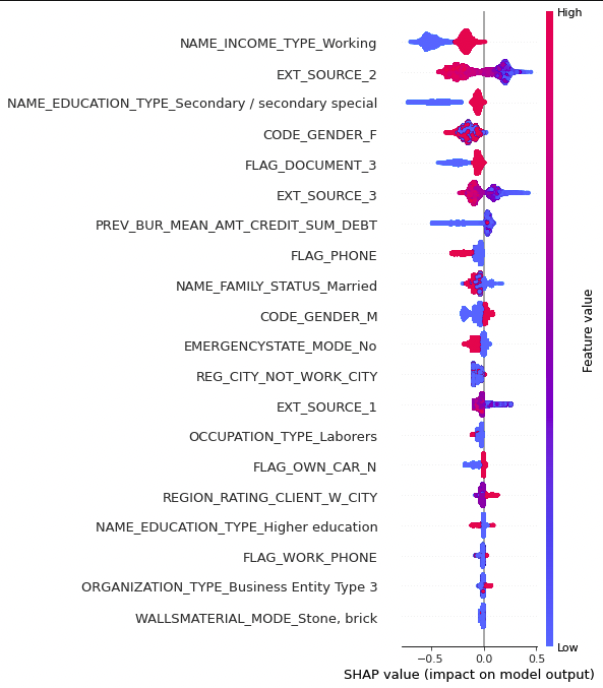 High
NAME_INCOME_TYPE_Working
EXT_SOURCE_2
NAME_EDUCATION_TYPE_Secondary / secondary special
CODE_GENDER_F
FLAG_DOCUMENT_3
EXT_SOURCE_3
PREV_BUR_MEAN_AMT_CREDIT_SUM_DEBT
FLAG_PHONE
NAME_FAMILY_STATUS_Married
CODE_GENDER_M
EMERGENCYSTATE_MODE_No
REG_CITY_NOT_WORK_CITY
EXT_SOURCE_1
OCCUPATION_TYPE_Laborers
FLAG_OWN_CAR_N
REGION_RATING_CLIENT_W_CITY
NAME_EDUCATION_TYPE_Higher education
FLAG_WORK_PHONE
ORGANIZATION_TYPE_Business Entity Type 3
WALLSMATERIAL_MODE_Stone, brick
Feature value
Low
−0.5 0.0 0.5
SHAP value (impact on model output)